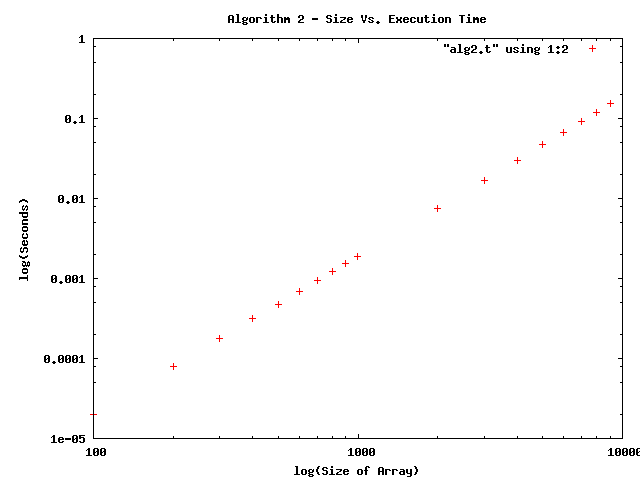 Algorithm 2 - Size Vs. Execution Time
"alg2.t" using 1:2
1
0.1
0.01
0.001
0.0001
1e-05
log(Seconds)
100 1000 10000
log(Size of Array)